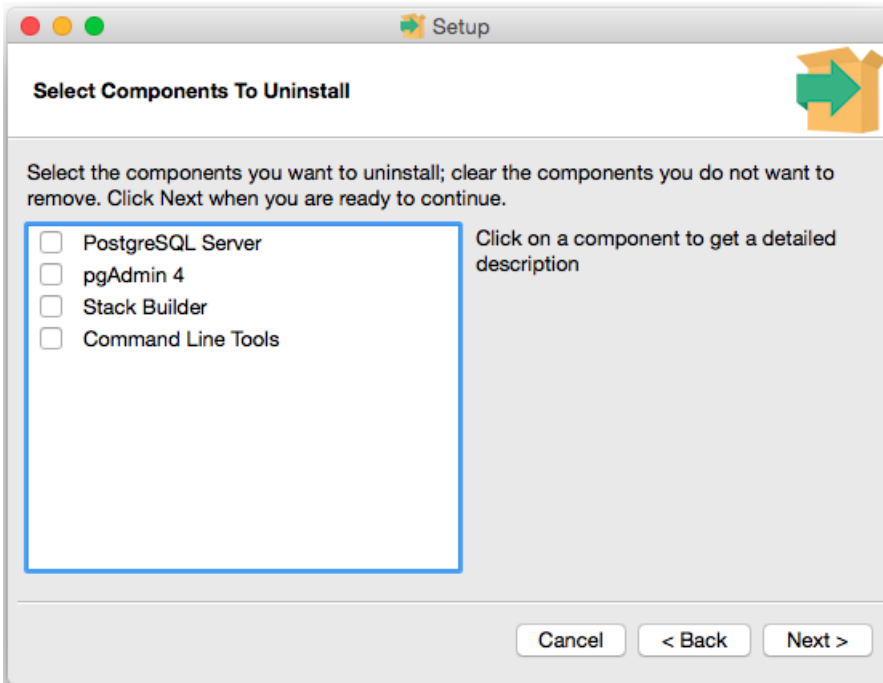 Setup
Select Components To Uninstall
Select the components you want to uninstall; clear the components you do not want to
remove. Click Next when you are ready to continue.
PostgreSQL Server
pgAdmin 4
Stack Builder
Command Line Tools
Click on a component to get a detailed
description
Cancel
< Back
Next >